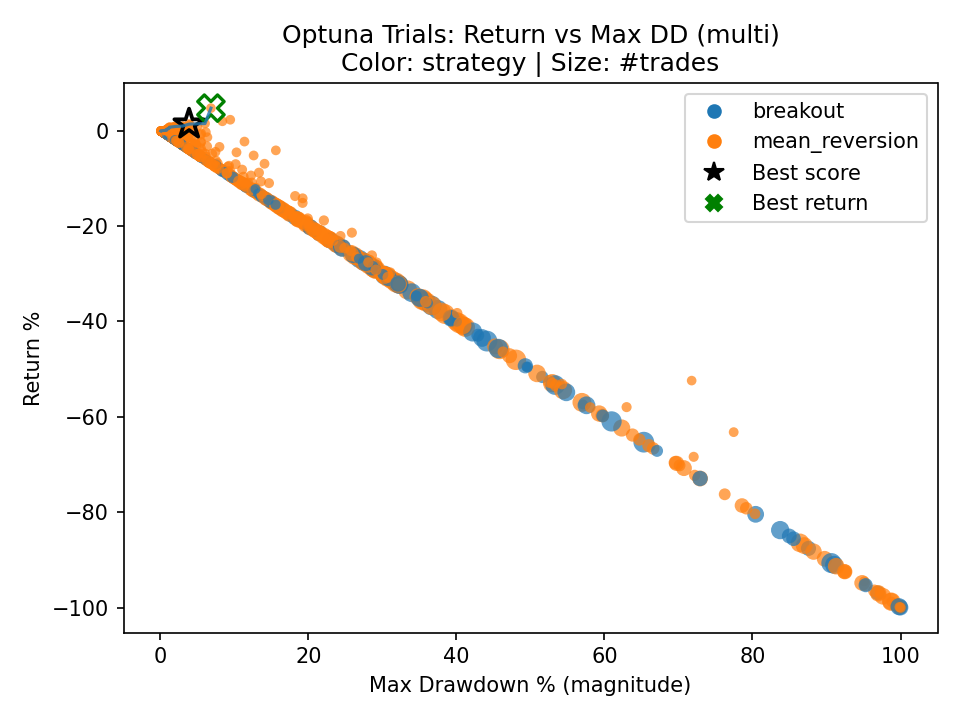 Optuna Trials: Return vs Max DD (multi)
Color: strategy | Size: #trades
breakout
mean_reversion
Best score
Best return
Return %
0
−20
−40
−60
−80
−100
0 20 40 60 80 100
Max Drawdown % (magnitude)